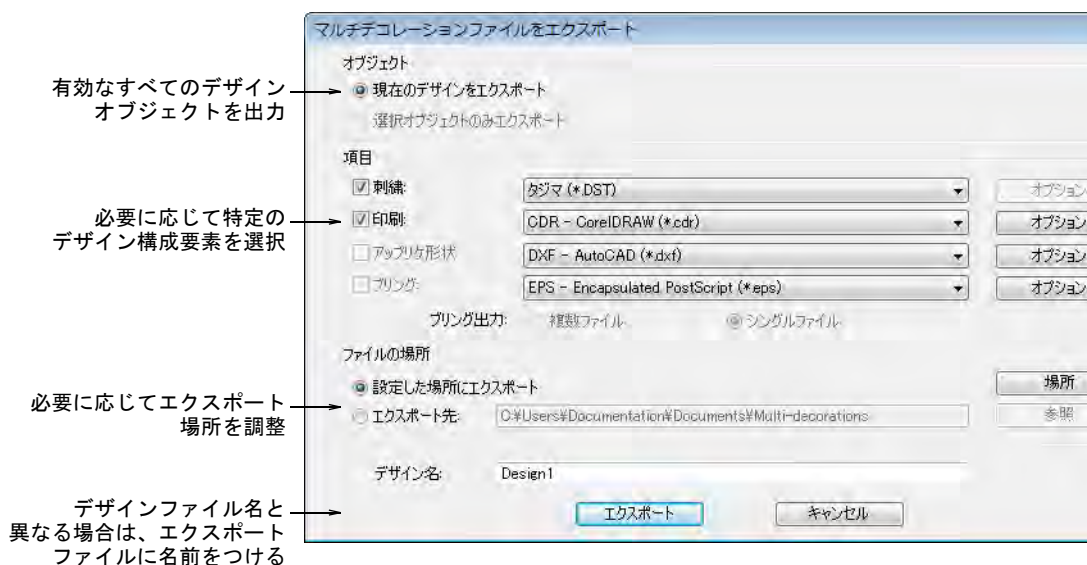 マルチデコレーションファイルをエクスポート
オブジェクト
有効なすべてのデザイン
オブジェクトを出力
現在のデザインをエクスポート
選択オブジェクトのみエクスポート
項目
刺繍:
タジマ (*.DST)
オプション
必要に応じて特定の
デザイン構成要素を選択
印刷:
CDR - CorelDRAW (*.cdr)
オプション
アップリケ形状
DXF - AutoCAD (*.dxf)
オプション
ブリング:
EPS - Encapsulated PostScript (*.eps)
オプション
ブリング出力:
複数ファイル
シングルファイル
ファイルの場所
設定した場所にエクスポート
場所
必要に応じてエクスポート
場所を調整
エクスポート先:
C:¥Users¥Documentation¥Documents¥Multi-decorations
参照
デザイン名:
Design1
デザインファイル名と
異なる場合は、エクスポート
ファイルに名前をつける
エクスポート
キャンセル